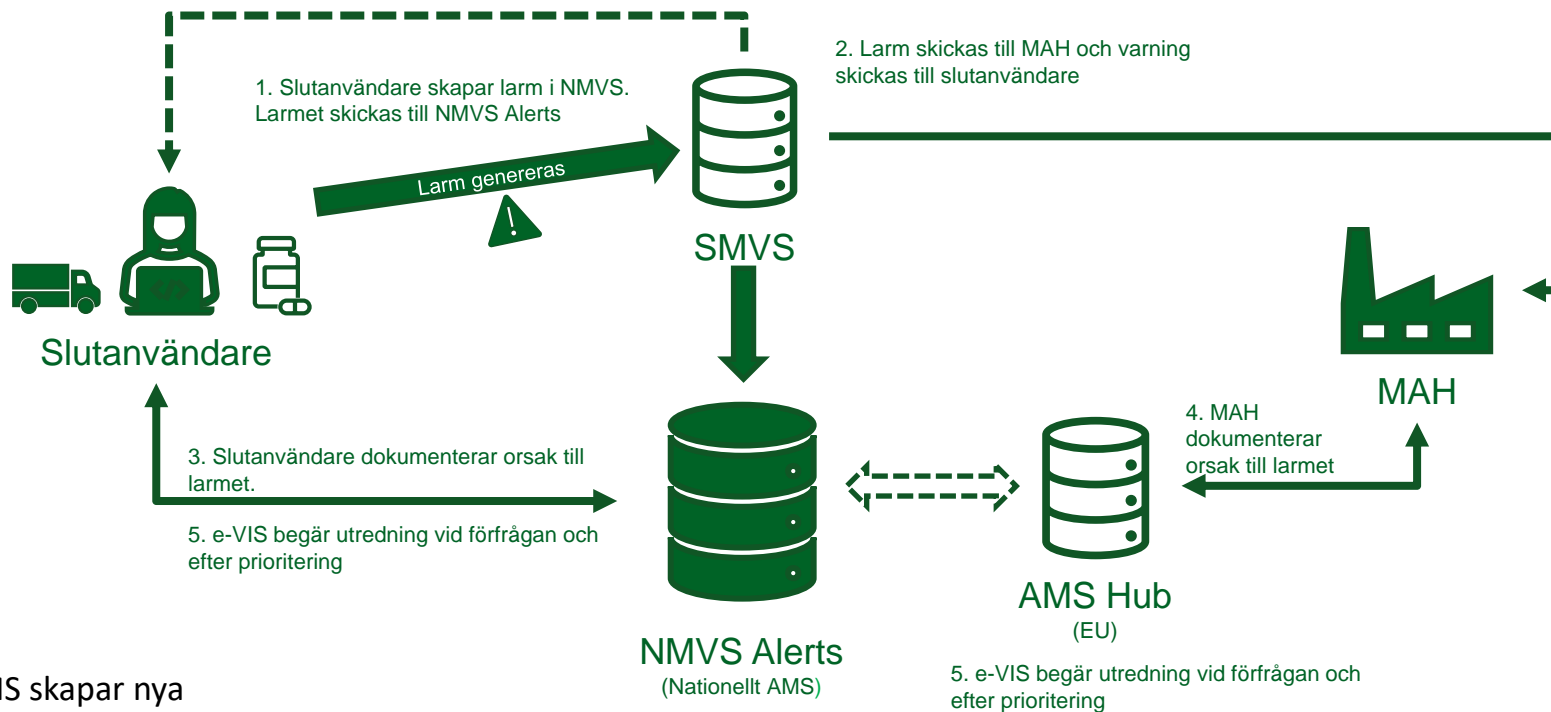 2. Larm skickas till MAH och varning
skickas till slutanvändare
1. Slutanvändare skapar larm i NMVS.
Larmet skickas till NMVS Alerts
Larm genereras
!
SMVS
</>
Slutanvändare
MAH
4. MAH
dokumenterar
orsak till larmet
3. Slutanvändare dokumenterar orsak till
larmet.
5. e-VIS begär utredning vid förfrågan och
efter prioritering
AMS Hub
(EU)
NMVS Alerts
(Nationellt AMS)
5. e-VIS begär utredning vid förfrågan och
efter prioritering
skapar nya